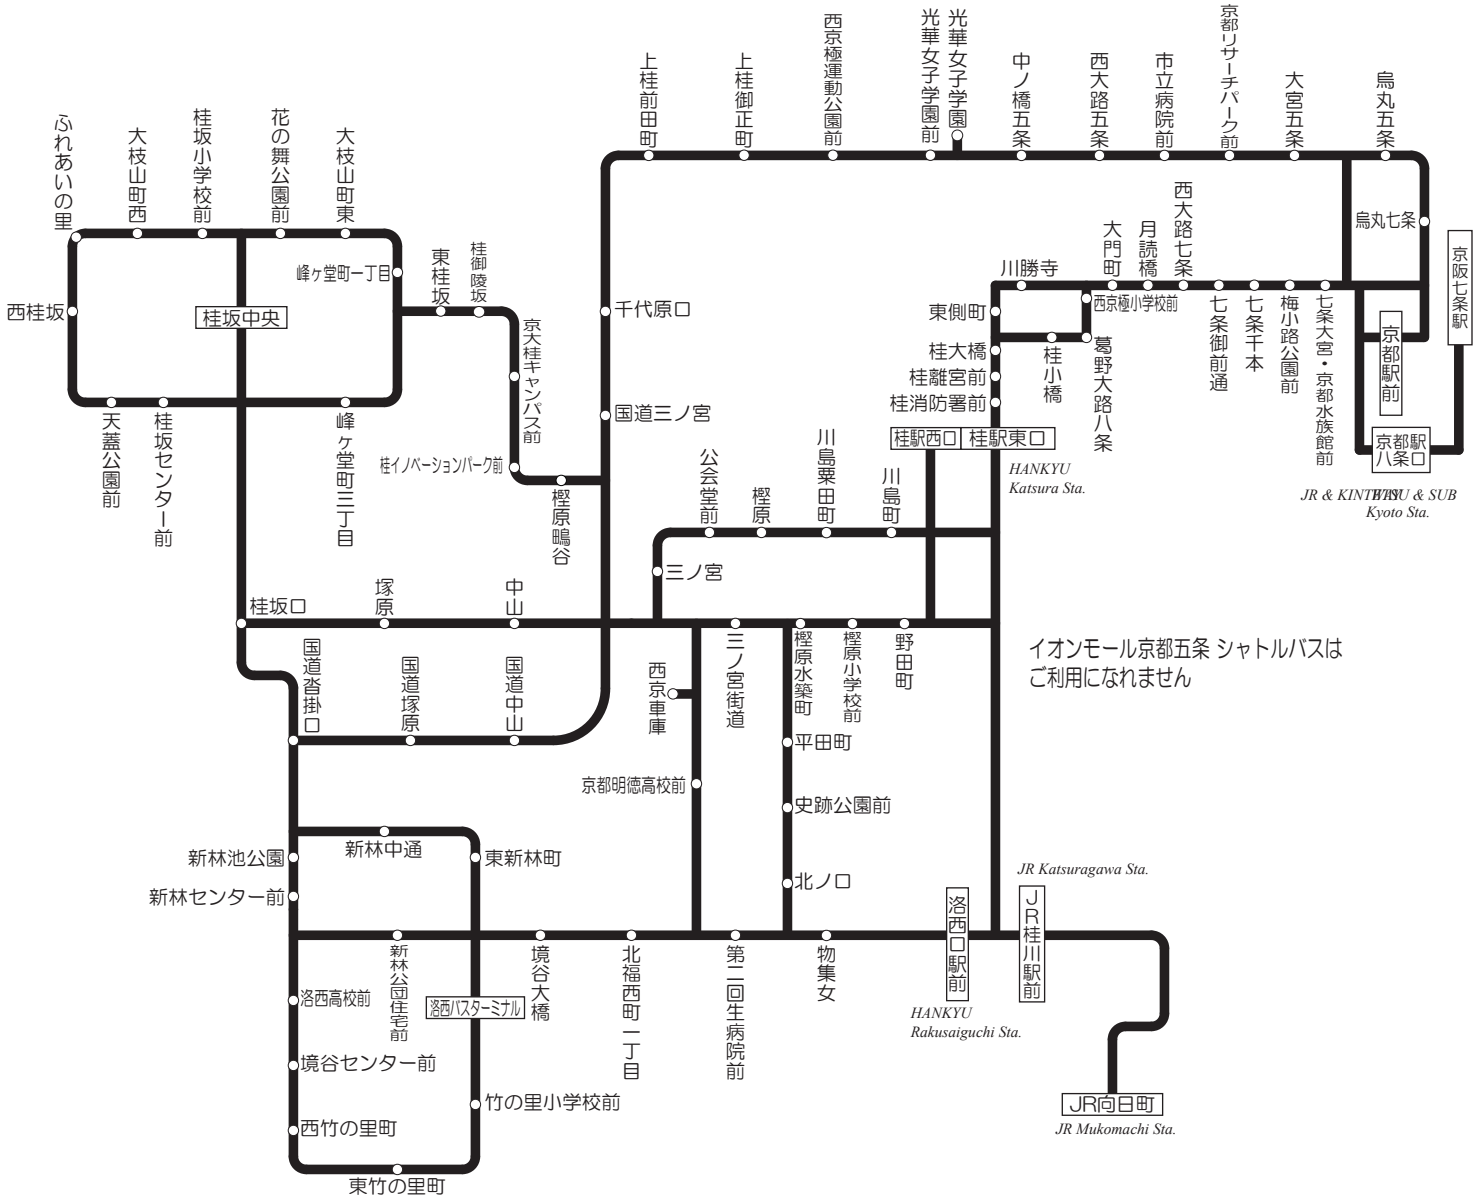 上桂前田町
上桂御正町
西京極運動公園前
光華女子学園前
光華女子学園
中ノ橋五条
西大路五条
市立病院前
京都リサーチパーク前
大宮五条
烏丸五条
ふれあいの里
大枝山町西
桂坂小学校前
花の舞公園前
大枝山町東
峰ヶ堂町一丁目
東桂坂
桂御陵坂
西桂坂
桂坂中央
京大桂キャンパス前
千代原口
川勝寺
大門町
月読橋
西大路七条
烏丸七条
京阪七条駅
東側町
西京極小学校前
桂大橋
桂離宮前
桂消防署前
桂小橋
葛野大路八条
七条御前通
七条千本
梅小路公園前
七条大宮・京都水族館前
京都駅前
京都駅
八条口
天蓋公園前
桂坂センター前
峰ヶ堂町三丁目
桂イノベーションパーク前
樫原鴫谷
国道三ノ宮
桂駅西口
桂駅東口
HANKYU
Katsura Sta.
JR & KINTETSU & SUBWAY
Kyoto Sta.
公会堂前
樫原
川島粟田町
川島町
三ノ宮
桂坂口
塚原
中山
国道沓掛口
国道塚原
国道中山
西京車庫
三ノ宮街道
樫原水築町
樫原小学校前
野田町
イオンモール京都五条 シャトルバスは
ご利用になれません
平田町
京都明徳高校前
史跡公園前
北ノ口
新林池公園
新林中通
東新林町
新林センター前
JR Katsuragawa Sta.
洛西口駅前
JR桂川駅前
新林公団住宅前
境谷大橋
北福西町一丁目
第二回生病院前
物集女
洛西高校前
洛西バスターミナル
HANKYU
Rakusaiguchi Sta.
境谷センター前
竹の里小学校前
西竹の里町
東竹の里町
JR向日町
JR Mukomachi Sta.